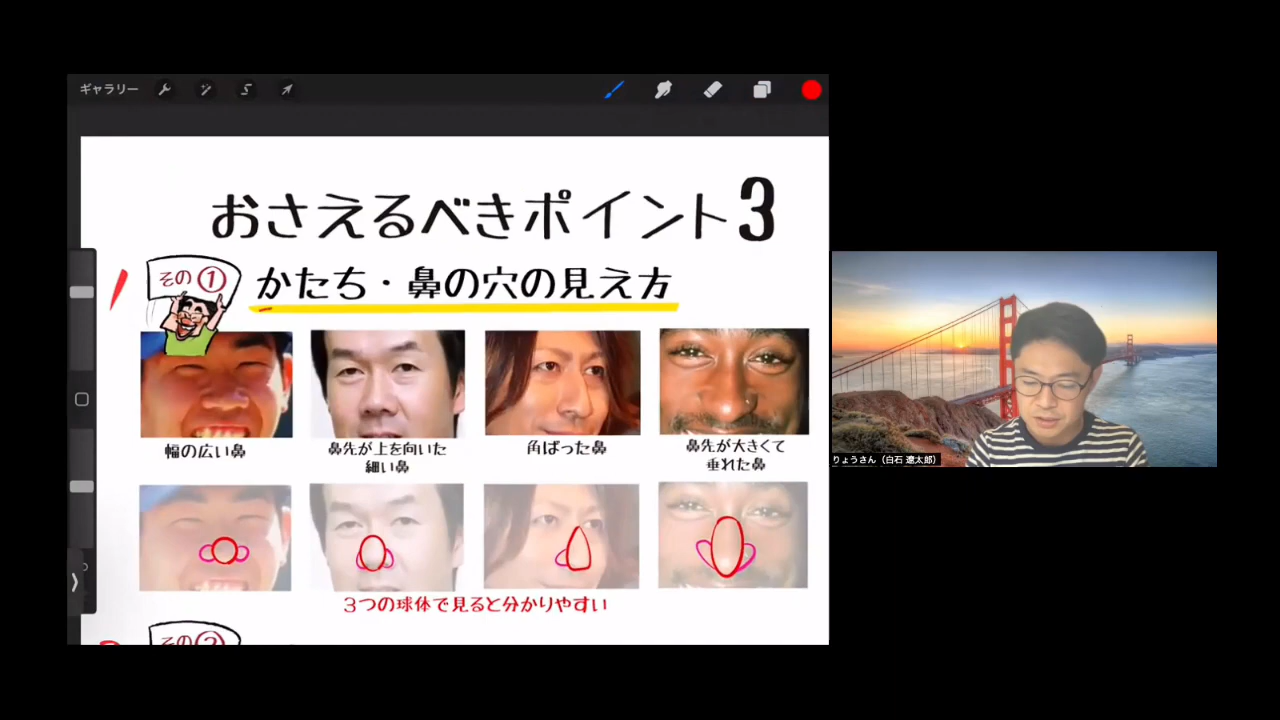 ギャラリー
おさえるべきポイント3
その①
かたち・鼻の穴の見え方
幅の広い鼻
鼻先が上を向いた
細い鼻
角ばった鼻
鼻先が大きくて
垂れた鼻
3つの球体で見ると分かりやすい
その②
りょうさん（白石 遼太郎）